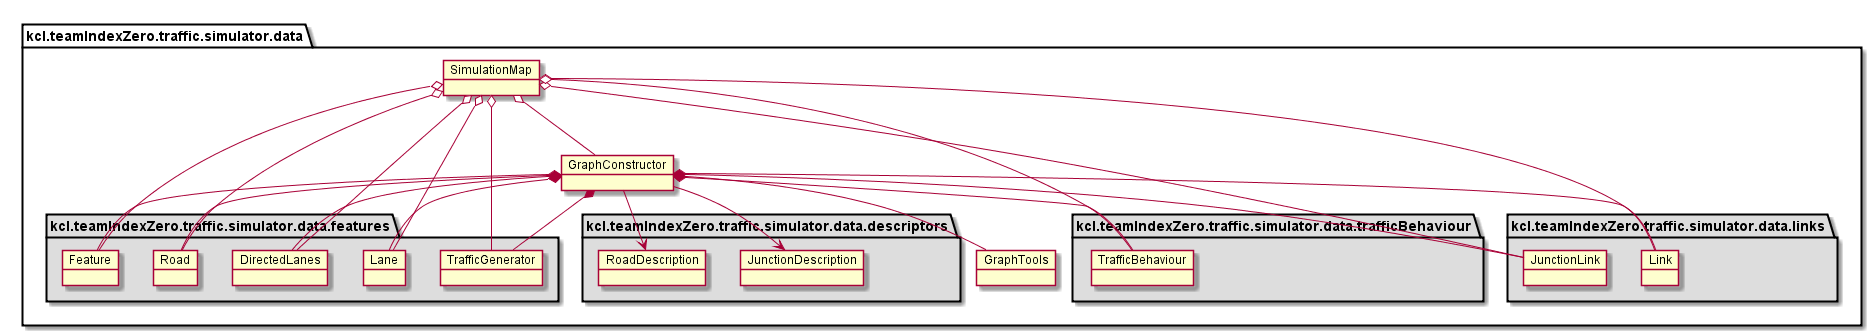 kcl.teamIndexZero.traffic.simulator.data
SimulationMap
GraphConstructor
kcl.teamIndexZero.traffic.simulator.data.features
kcl.teamIndexZero.traffic.simulator.data.descriptors
kcl.teamIndexZero.traffic.simulator.data.trafficBehaviour
kcl.teamIndexZero.traffic.simulator.data.links
Feature
Road
DirectedLanes
Lane
TrafficGenerator
RoadDescription
JunctionDescription
GraphTools
TrafficBehaviour
JunctionLink
Link